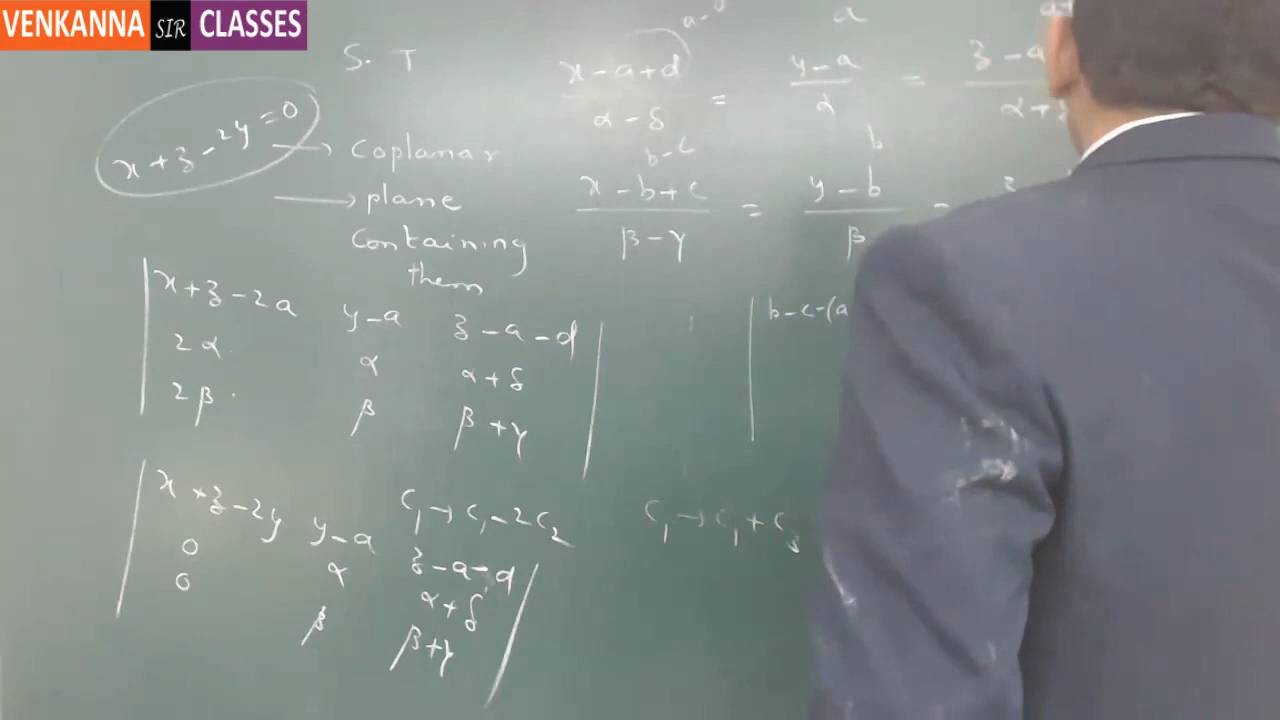 VENKANNA SIR CLASSES
S.T
x - a + d / α - δ = y - a / α = z - a
α +
a - d
a
x + z - 2y = 0
→ Coplanar
→ plane
containing
them
b - c
b
x - b + c / β - γ = y - b / β =
| x + z - 2a y - a z - a - d |
2α α α + δ
2β β β + γ
| b - c - (a
| x + z - 2y y - a z - a - d |
C₁ → C₁ - 2C₂
0 α α + δ
0 β β + γ
C₁ → C₁ + C₃